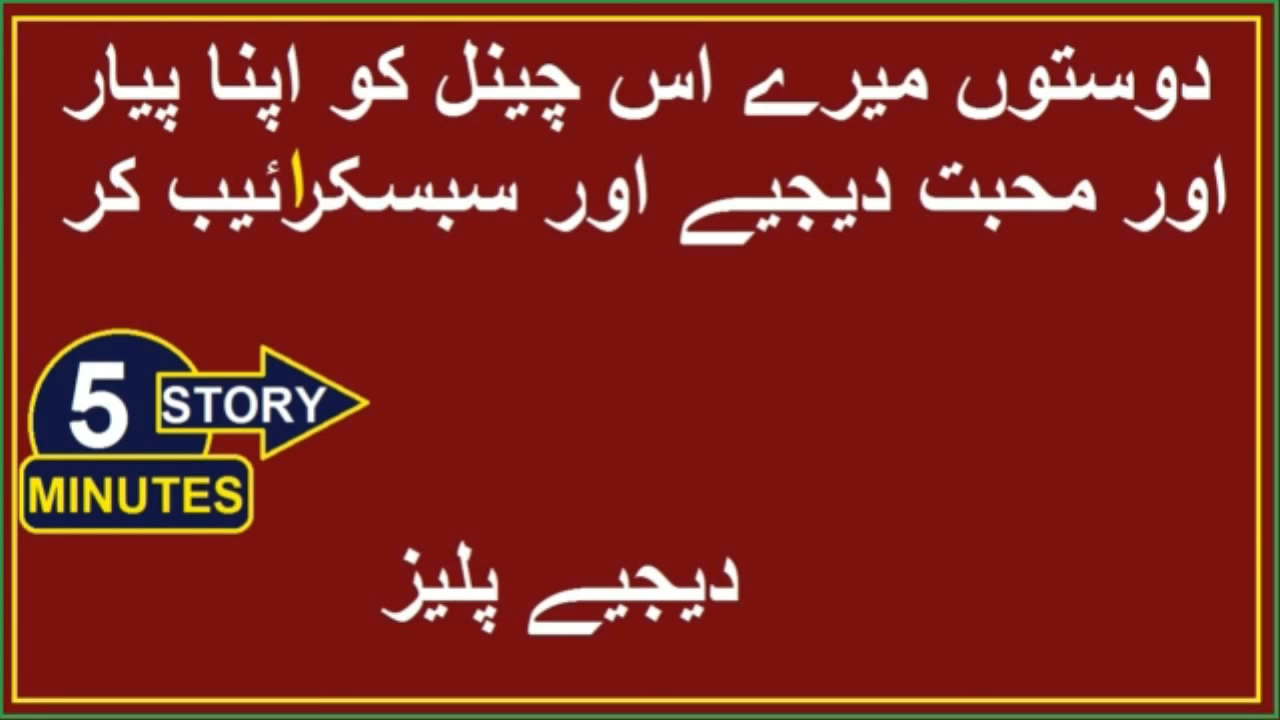 دوستوں میرے اس چینل کو اپنا پیار
اور محبت دیجیے اور سبسکرائیب کر
5
STORY
MINUTES
دیجیے پلیز